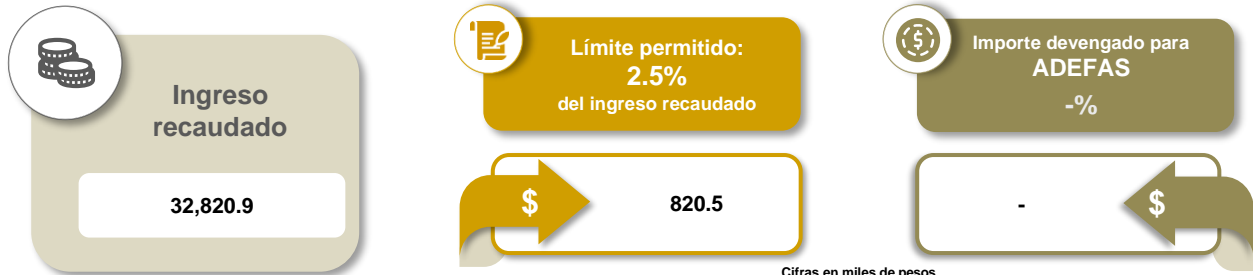 Ingreso
recaudado
32,820.9
Límite permitido:
2.5%
del ingreso recaudado
$
820.5
Importe devengado para
ADEFAS
-%
-
$
Cifras en miles de pesos